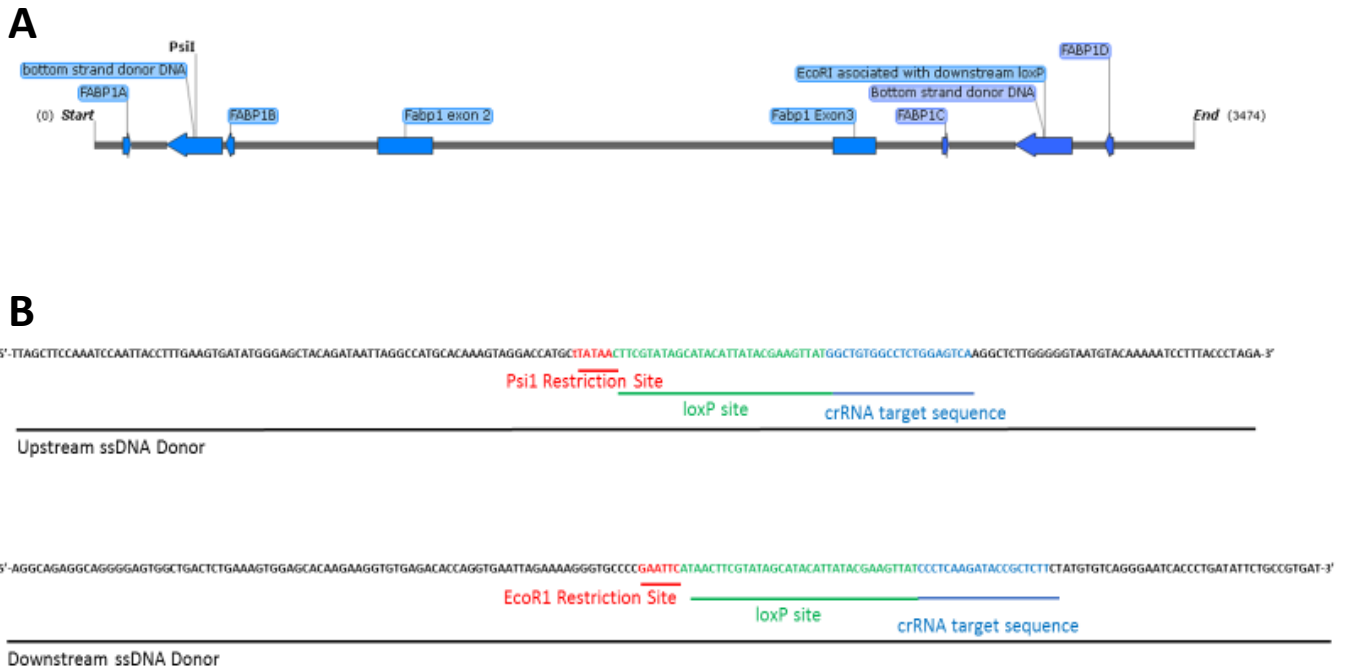 A
PsiI
FABP1D
bottom strand donor DNA
EcoRI asociated with downstream loxP
FABP1A
Bottom strand donor DNA
(0) Start
FABP1B
Fabp1 exon 2
Fabp1 Exon3
FABP1C
End (3474)
B
5'-TTAGCTTCCAAATCCAATTACCTTTGAAGTGATATGGGAGCTACAGATAATTAGGCCATGCACAAAGTAGGACCATGCtTATAACTTCGTATAGCATACATTATACGAAGTTATGGCTGTGGCCTCTGGAGTCAAGGCTCTTGGGGGTAATGTACAAAAATCCTTTACCCTAGA-3'
Psi1 Restriction Site
loxP site
crRNA target sequence
Upstream ssDNA Donor
5'-AGGCAGAGGCAGGGGAGTGGCTGACTCTGAAAGTGGAGCACAAGAAGGTGTGAGACACCAGGTGAATTAGAAAAGGGTGCCCCGAATTCATAACTTCGTATAGCATACATTATACGAAGTTATCCCTCAAGATACCGCTCTTCTATGTGTCAGGGAATCACCCTGATATTCTGCCGTGAT-3'
EcoR1 Restriction Site
loxP site
crRNA target sequence
Downstream ssDNA Donor